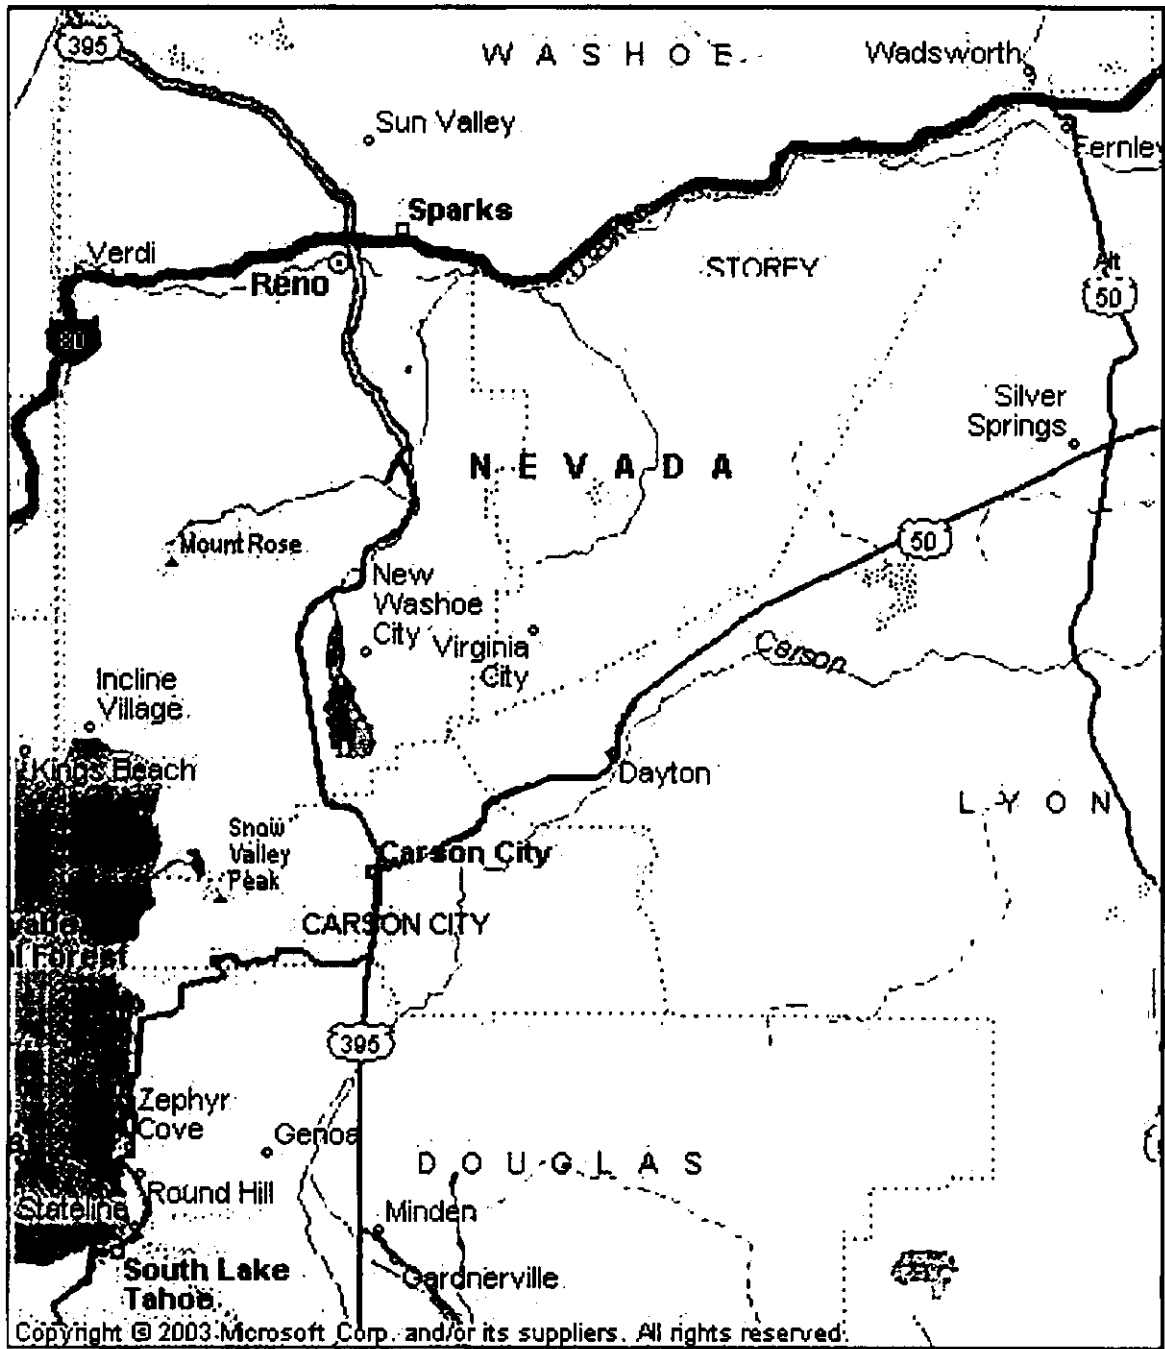 395
WASHOE
Wadsworth
Sun Valley
Fernley
Sparks
Verdi
Reno
STOREY
Alt
50
80
Silver
Springs
NEVADA
50
Mount Rose
New
Washoe
City
Virginia
City
Carson
Incline
Village
Kings Beach
Dayton
LYON
Snow
Valley
Peak
Carson City
CARSON CITY
al Forest
395
Zephyr
Cove
Genoa
DOUGLAS
Round Hill
Stateline
Minden
South Lake
Tahoe
Gardnerville
Copyright © 2003 Microsoft Corp. and/or its suppliers. All rights reserved.